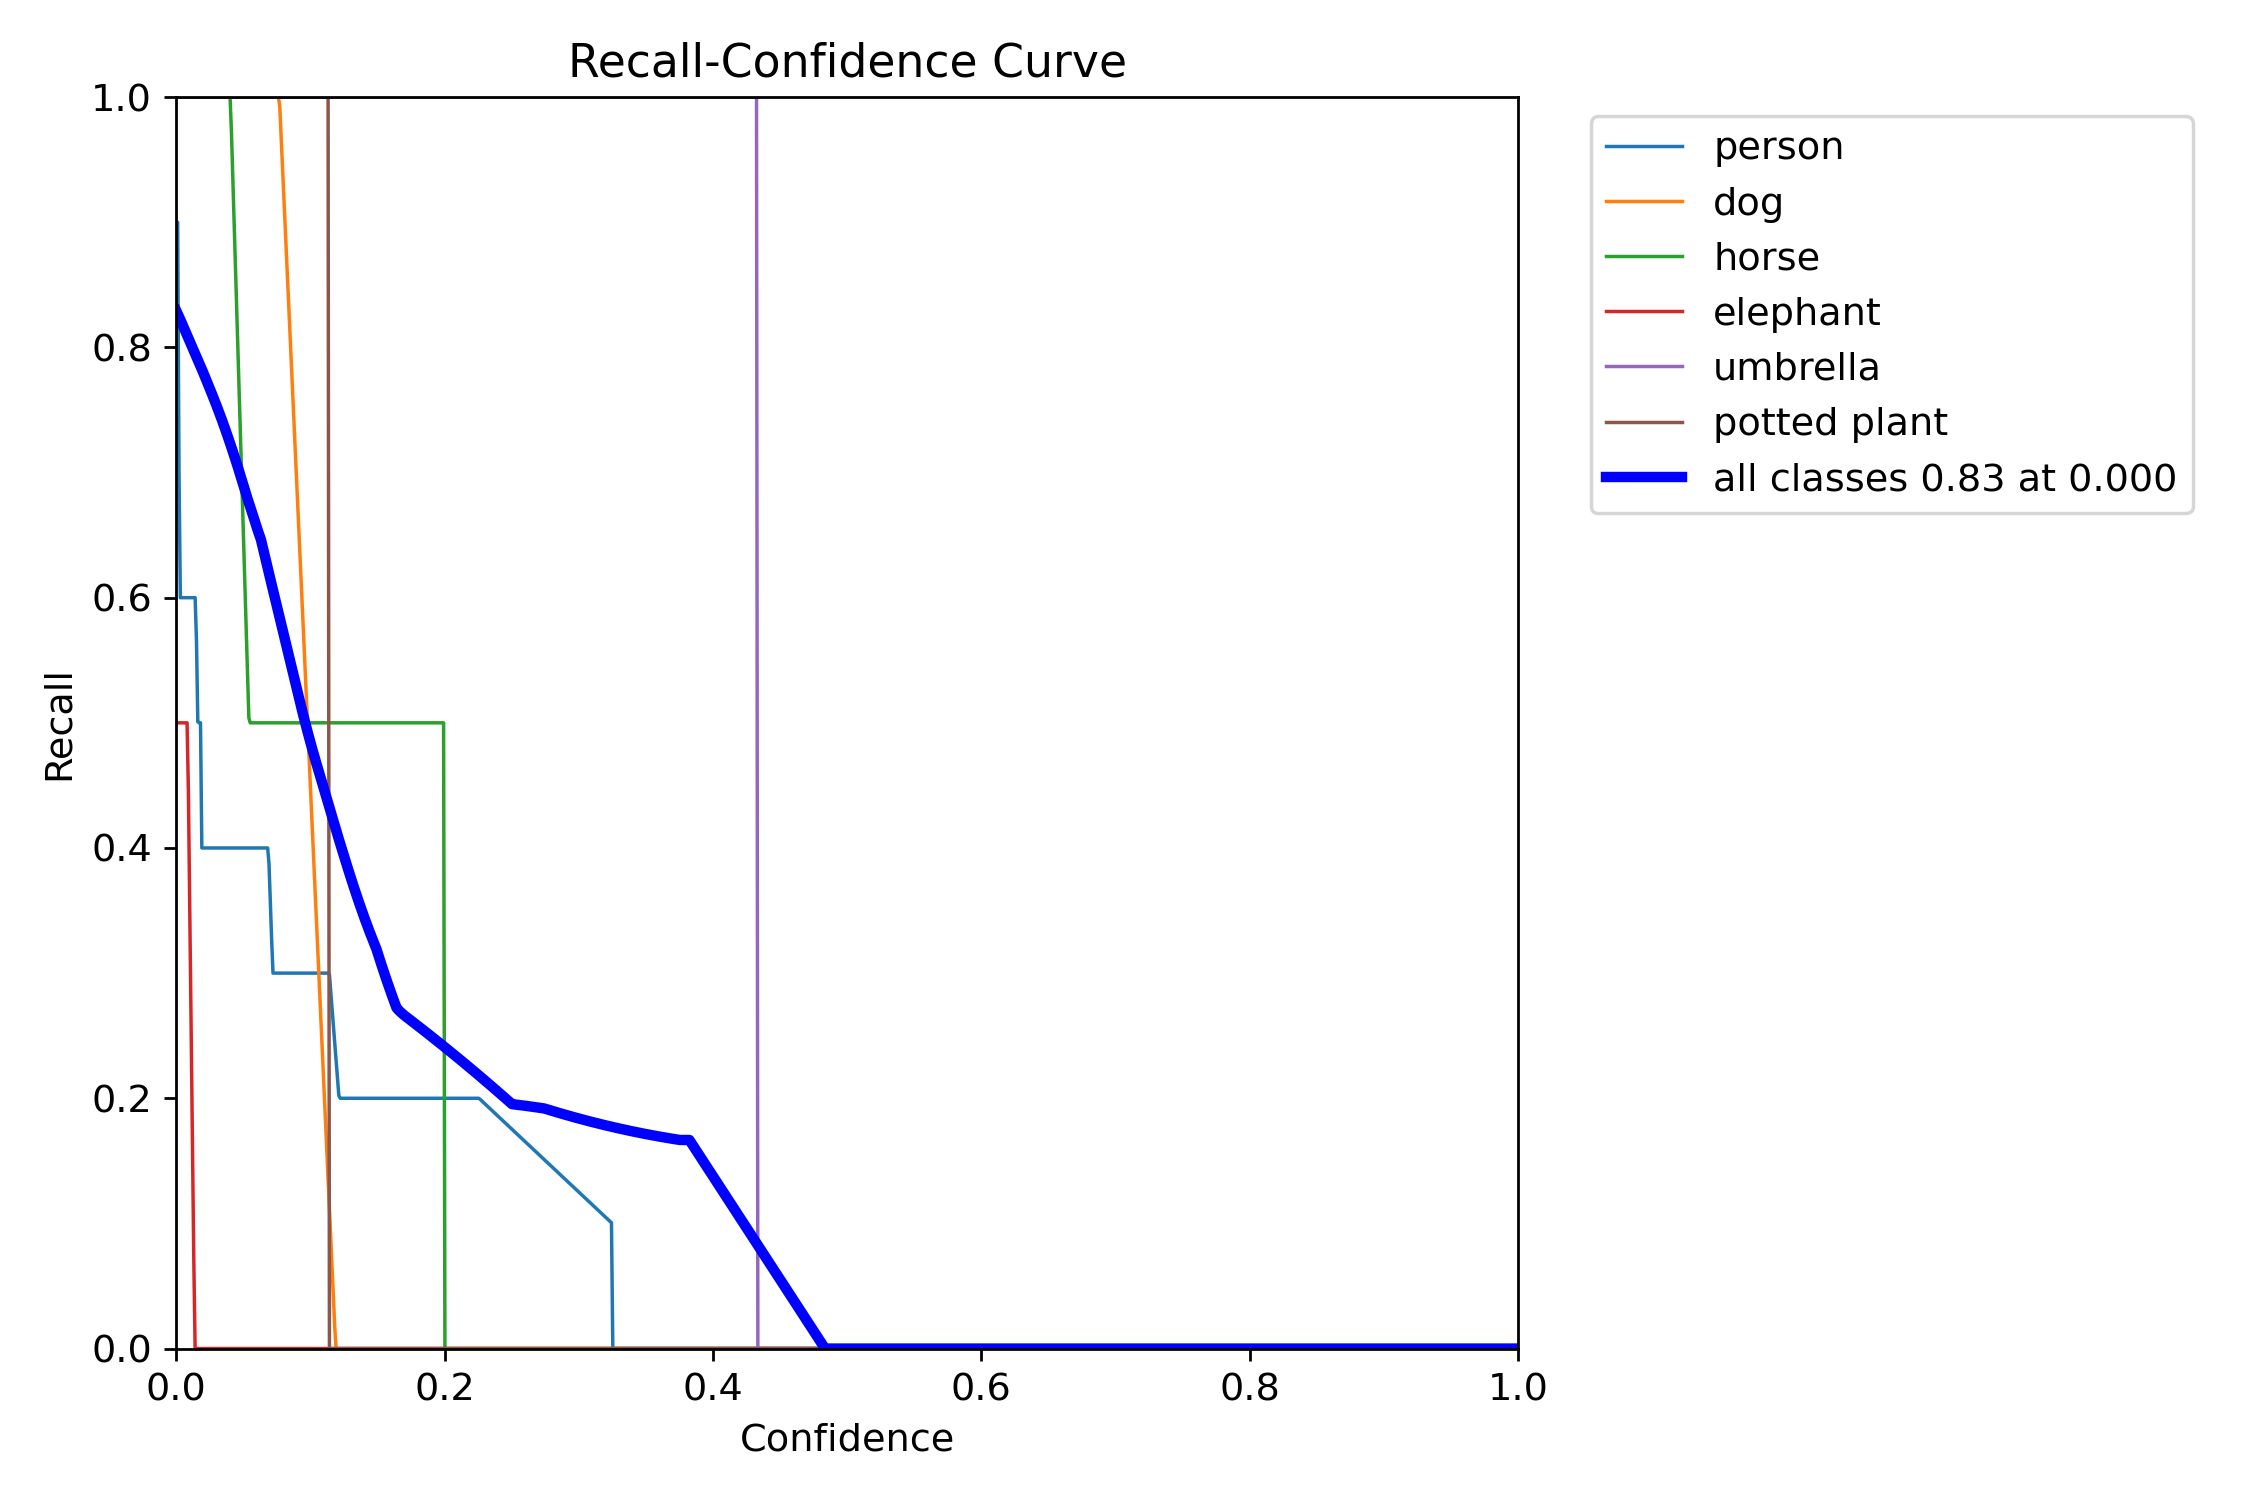 Recall-Confidence Curve
1.0
0.8
0.6
0.4
0.2
0.0
Recall
0.0 0.2 0.4 0.6 0.8 1.0
Confidence
person
dog
horse
elephant
umbrella
potted plant
all classes 0.83 at 0.000